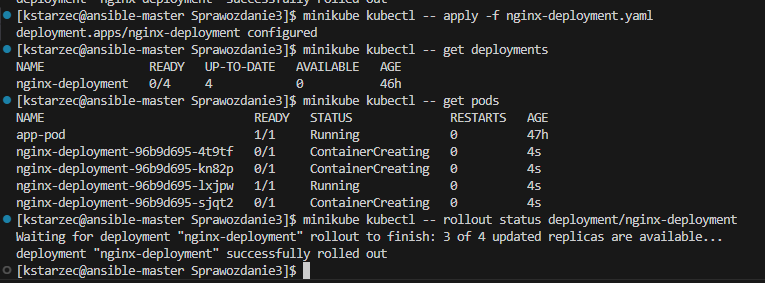 deployment "nginx-deployment" successfully rolled out
[kstarzec@ansible-master Sprawozdanie3]$ minikube kubectl -- apply -f nginx-deployment.yaml
deployment.apps/nginx-deployment configured
[kstarzec@ansible-master Sprawozdanie3]$ minikube kubectl -- get deployments
NAME READY UP-TO-DATE AVAILABLE AGE
nginx-deployment 0/4 4 0 46h
[kstarzec@ansible-master Sprawozdanie3]$ minikube kubectl -- get pods
NAME READY STATUS RESTARTS AGE
app-pod 1/1 Running 0 47h
nginx-deployment-96b9d695-4t9tf 0/1 ContainerCreating 0 4s
nginx-deployment-96b9d695-kn82p 0/1 ContainerCreating 0 4s
nginx-deployment-96b9d695-lxjpw 1/1 Running 0 4s
nginx-deployment-96b9d695-sjqt2 0/1 ContainerCreating 0 4s
[kstarzec@ansible-master Sprawozdanie3]$ minikube kubectl -- rollout status deployment/nginx-deployment
Waiting for deployment "nginx-deployment" rollout to finish: 3 of 4 updated replicas are available...
deployment "nginx-deployment" successfully rolled out
[kstarzec@ansible-master Sprawozdanie3]$